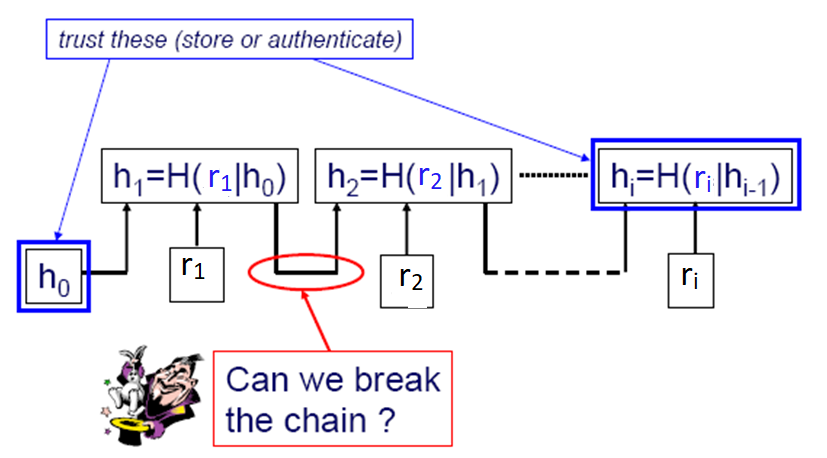 trust these (store or authenticate)
h₁=H( r₁|h₀)
h₂=H(r₂ |h₁)
hᵢ=H(rᵢ|hᵢ₋₁)
h₀
r₁
r₂
rᵢ
Can we break
the chain ?